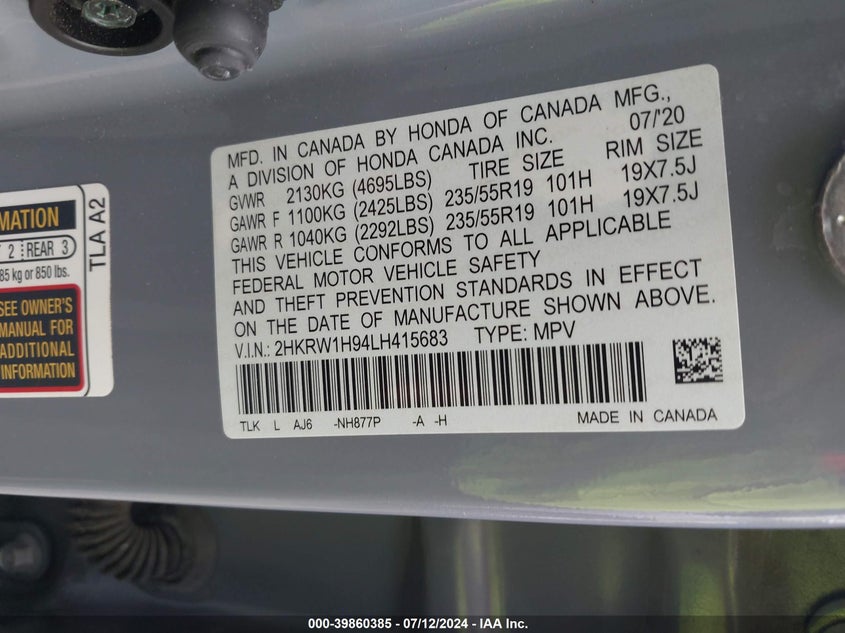 MFD. IN CANADA BY HONDA OF CANADA MFG.,
A DIVISION OF HONDA CANADA INC. 07/'20
GVWR 2130KG (4695LBS) TIRE SIZE RIM SIZE
GAWR F 1100KG (2425LBS) 235/55R19 101H 19X7.5J
GAWR R 1040KG (2292LBS) 235/55R19 101H 19X7.5J
THIS VEHICLE CONFORMS TO ALL APPLICABLE
FEDERAL MOTOR VEHICLE SAFETY
AND THEFT PREVENTION STANDARDS IN EFFECT
ON THE DATE OF MANUFACTURE SHOWN ABOVE.
V.I.N.: 2HKRW1H94LH415683 TYPE: MPV
TLK L AJ6 -NH877P -A -H MADE IN CANADA
2 REAR 3
85 kg or 850 lbs.
SEE OWNER'S
MANUAL FOR
ADDITIONAL
INFORMATION
TLA A2
000-39860385 - 07/12/2024 - IAA Inc.